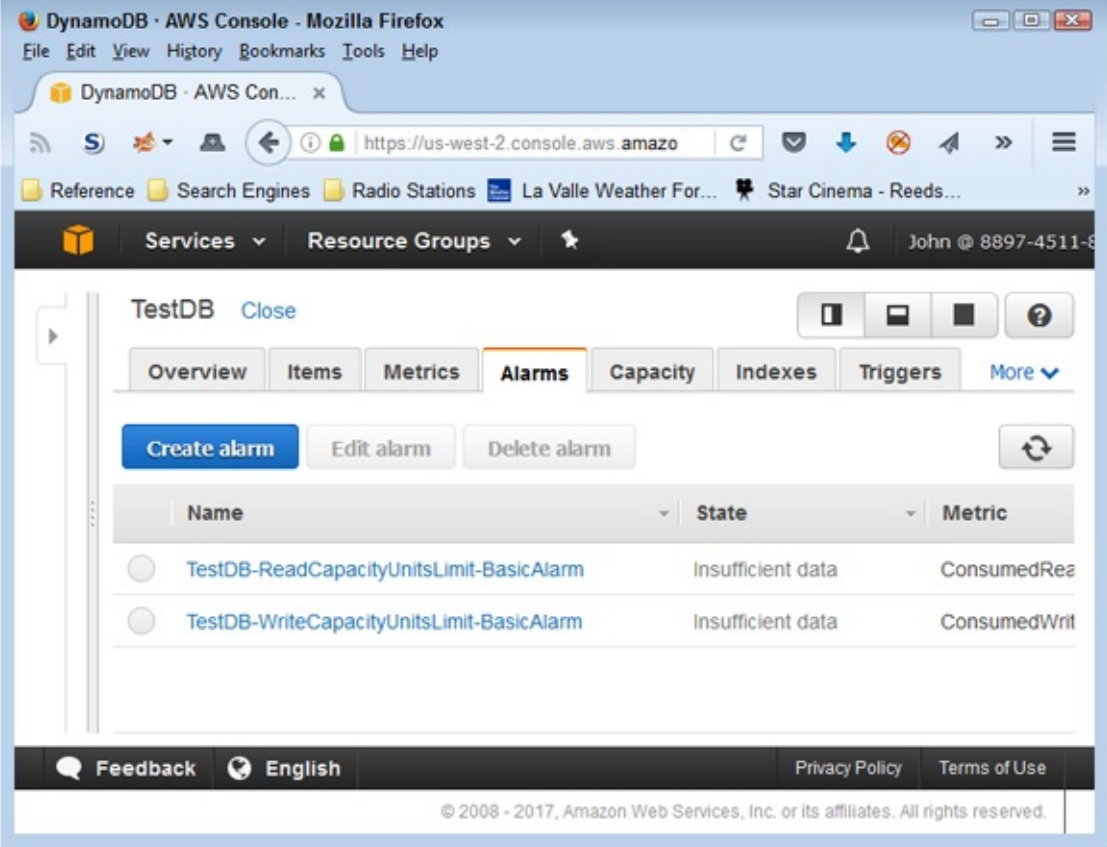 DynamoDB · AWS Console - Mozilla Firefox
File Edit View History Bookmarks Tools Help
DynamoDB · AWS Con... ×
https://us-west-2.console.aws.amazo
Reference Search Engines Radio Stations La Valle Weather For... Star Cinema - Reeds... »
Services Resource Groups John @ 8897-4511-8
TestDB Close
Overview Items Metrics Alarms Capacity Indexes Triggers More
Create alarm Edit alarm Delete alarm
Name State Metric
TestDB-ReadCapacityUnitsLimit-BasicAlarm Insufficient data ConsumedRea
TestDB-WriteCapacityUnitsLimit-BasicAlarm Insufficient data ConsumedWrit
Feedback English Privacy Policy Terms of Use
© 2008 - 2017, Amazon Web Services, Inc. or its affiliates. All rights reserved.